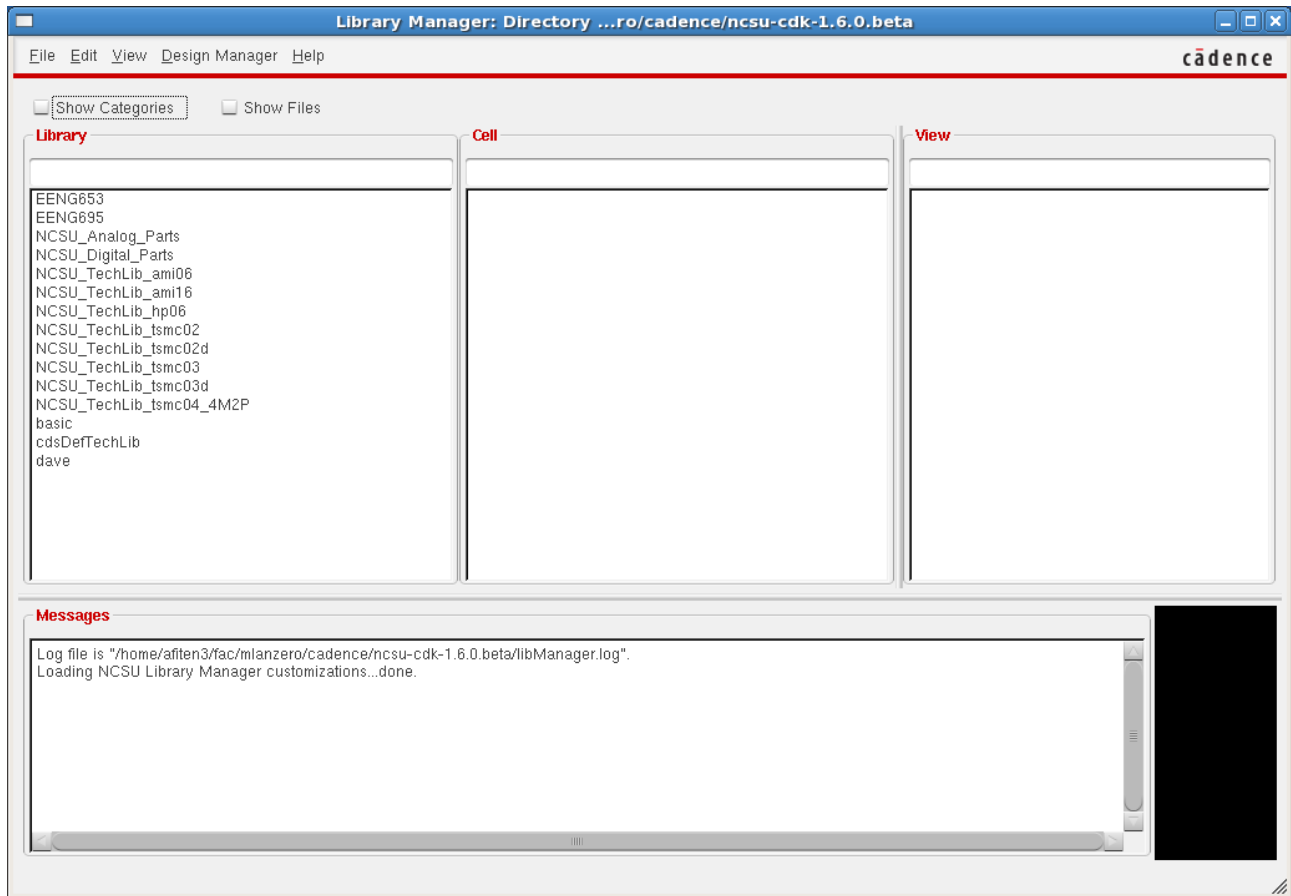 Library Manager: Directory ...ro/cadence/ncsu-cdk-1.6.0.beta
File Edit View Design Manager Help
cādence
Show Categories Show Files
Library Cell View
EENG653
EENG695
NCSU_Analog_Parts
NCSU_Digital_Parts
NCSU_TechLib_ami06
NCSU_TechLib_ami16
NCSU_TechLib_hp06
NCSU_TechLib_tsmc02
NCSU_TechLib_tsmc02d
NCSU_TechLib_tsmc03
NCSU_TechLib_tsmc03d
NCSU_TechLib_tsmc04_4M2P
basic
cdsDefTechLib
dave
Messages
Log file is "/home/afiten3/fac/mlanzero/cadence/ncsu-cdk-1.6.0.beta/libManager.log".
Loading NCSU Library Manager customizations...done.